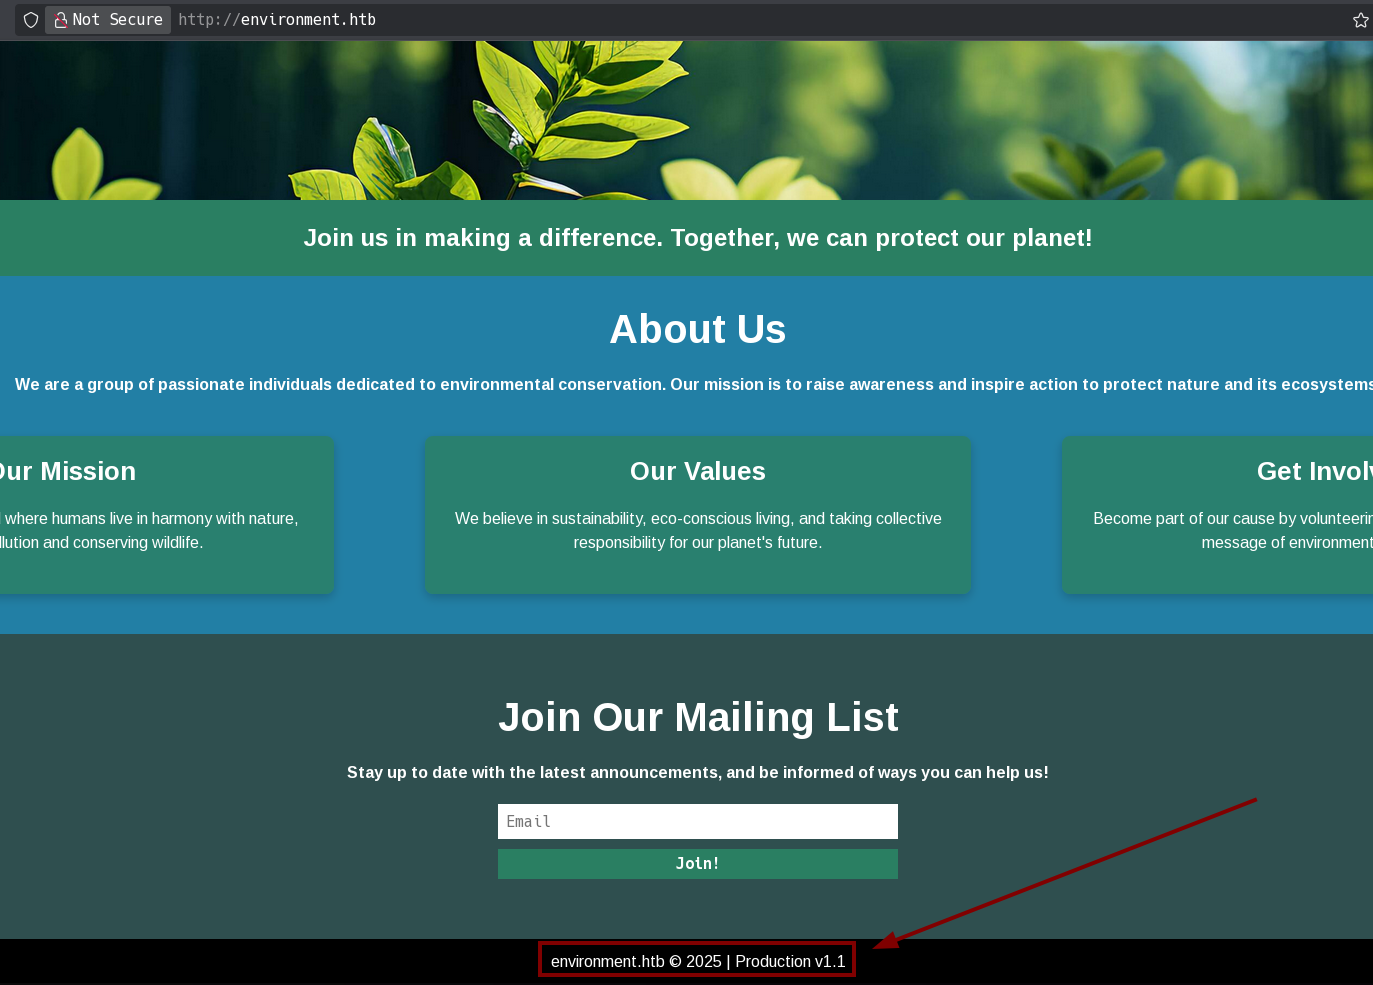 Not Secure http://environment.htb
Join us in making a difference. Together, we can protect our planet!
About Us
We are a group of passionate individuals dedicated to environmental conservation. Our mission is to raise awareness and inspire action to protect nature and its ecosystems
Our Mission
where humans live in harmony with nature,
llution and conserving wildlife.
Our Values
We believe in sustainability, eco-conscious living, and taking collective
responsibility for our planet's future.
Get Involv
Become part of our cause by volunteerin
message of environment
Join Our Mailing List
Stay up to date with the latest announcements, and be informed of ways you can help us!
Email
Join!
environment.htb © 2025 | Production v1.1